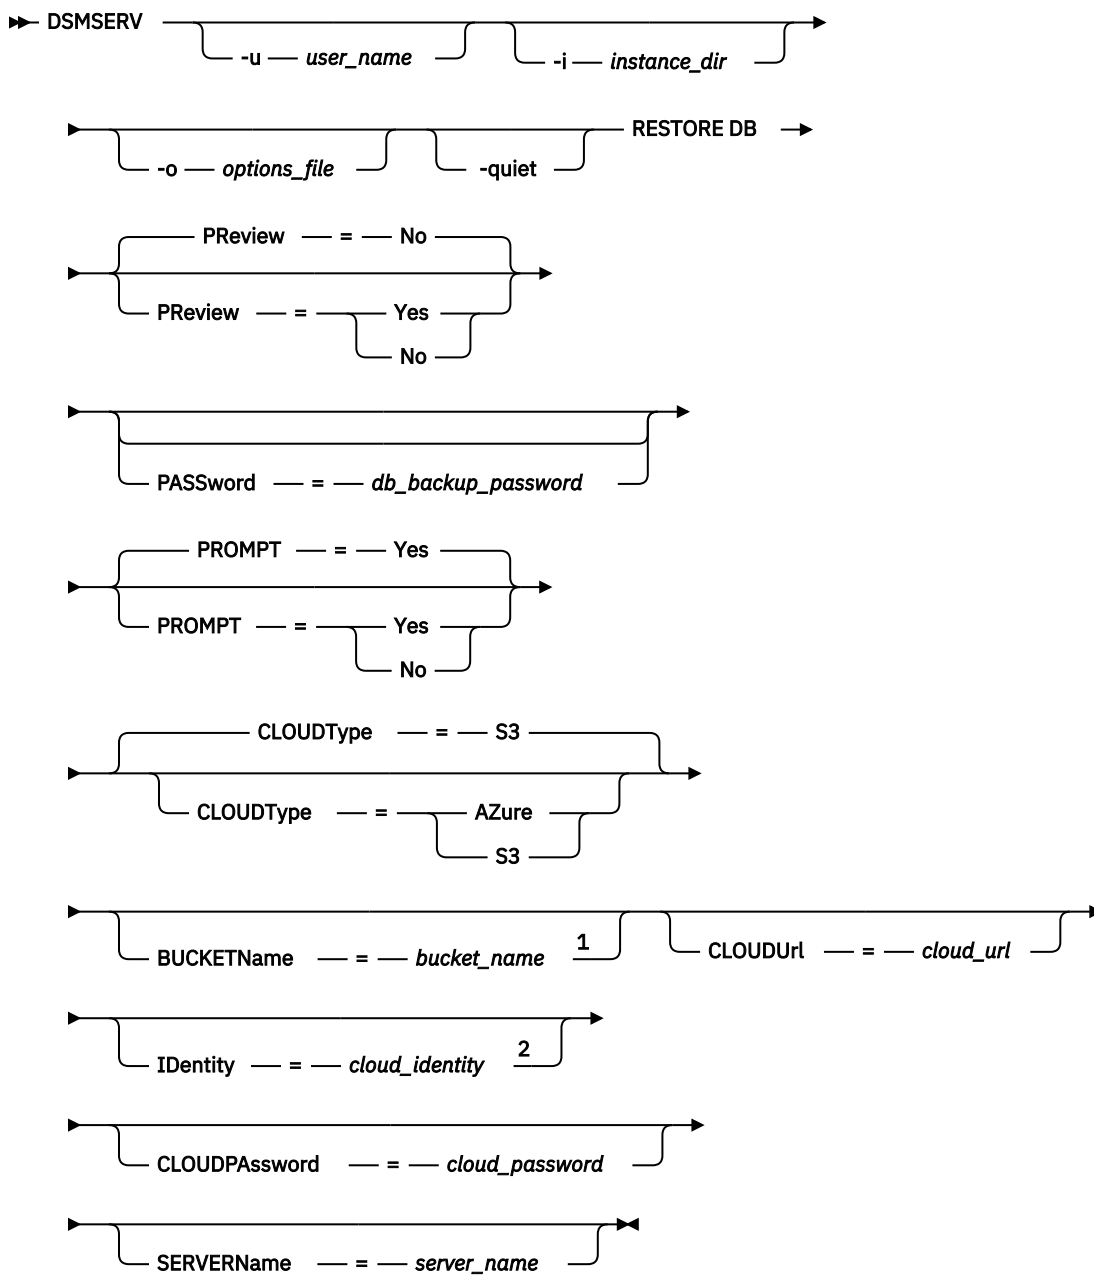 DSMSERV
-u user_name
-i instance_dir
-o options_file
-quiet
RESTORE DB
PReview = No
PReview = Yes
No
PASSword = db_backup_password
PROMPT = Yes
PROMPT = Yes
No
CLOUDType = S3
CLOUDType = AZure
S3
BUCKETName = bucket_name 1
CLOUDUrl = cloud_url
IDentity = cloud_identity 2
CLOUDPAssword = cloud_password
SERVERName = server_name